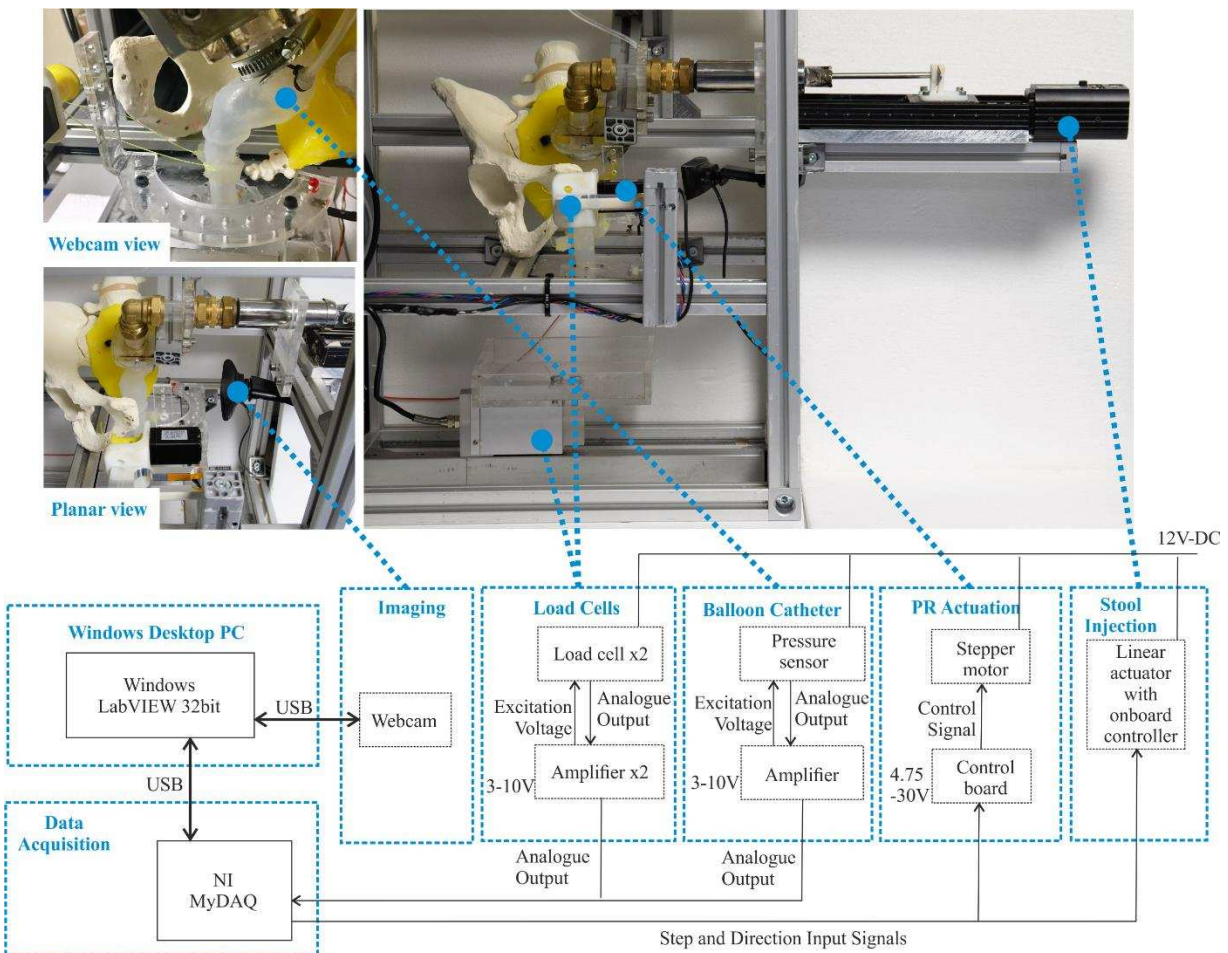 Webcam view
Planar view
12V-DC
Imaging
Load Cells
Balloon Catheter
PR Actuation
Stool
Injection
Windows Desktop PC
Windows
LabVIEW 32bit
USB
Webcam
Load cell x2
Excitation
Voltage
Analogue
Output
Amplifier x2
3-10V
Pressure
sensor
Excitation
Voltage
Analogue
Output
Amplifier
3-10V
Stepper
motor
Control
Signal
4.75
-30V
Control
board
Linear
actuator
with
onboard
controller
USB
Data
Acquisition
NI
MyDAQ
Analogue
Output
Analogue
Output
Step and Direction Input Signals